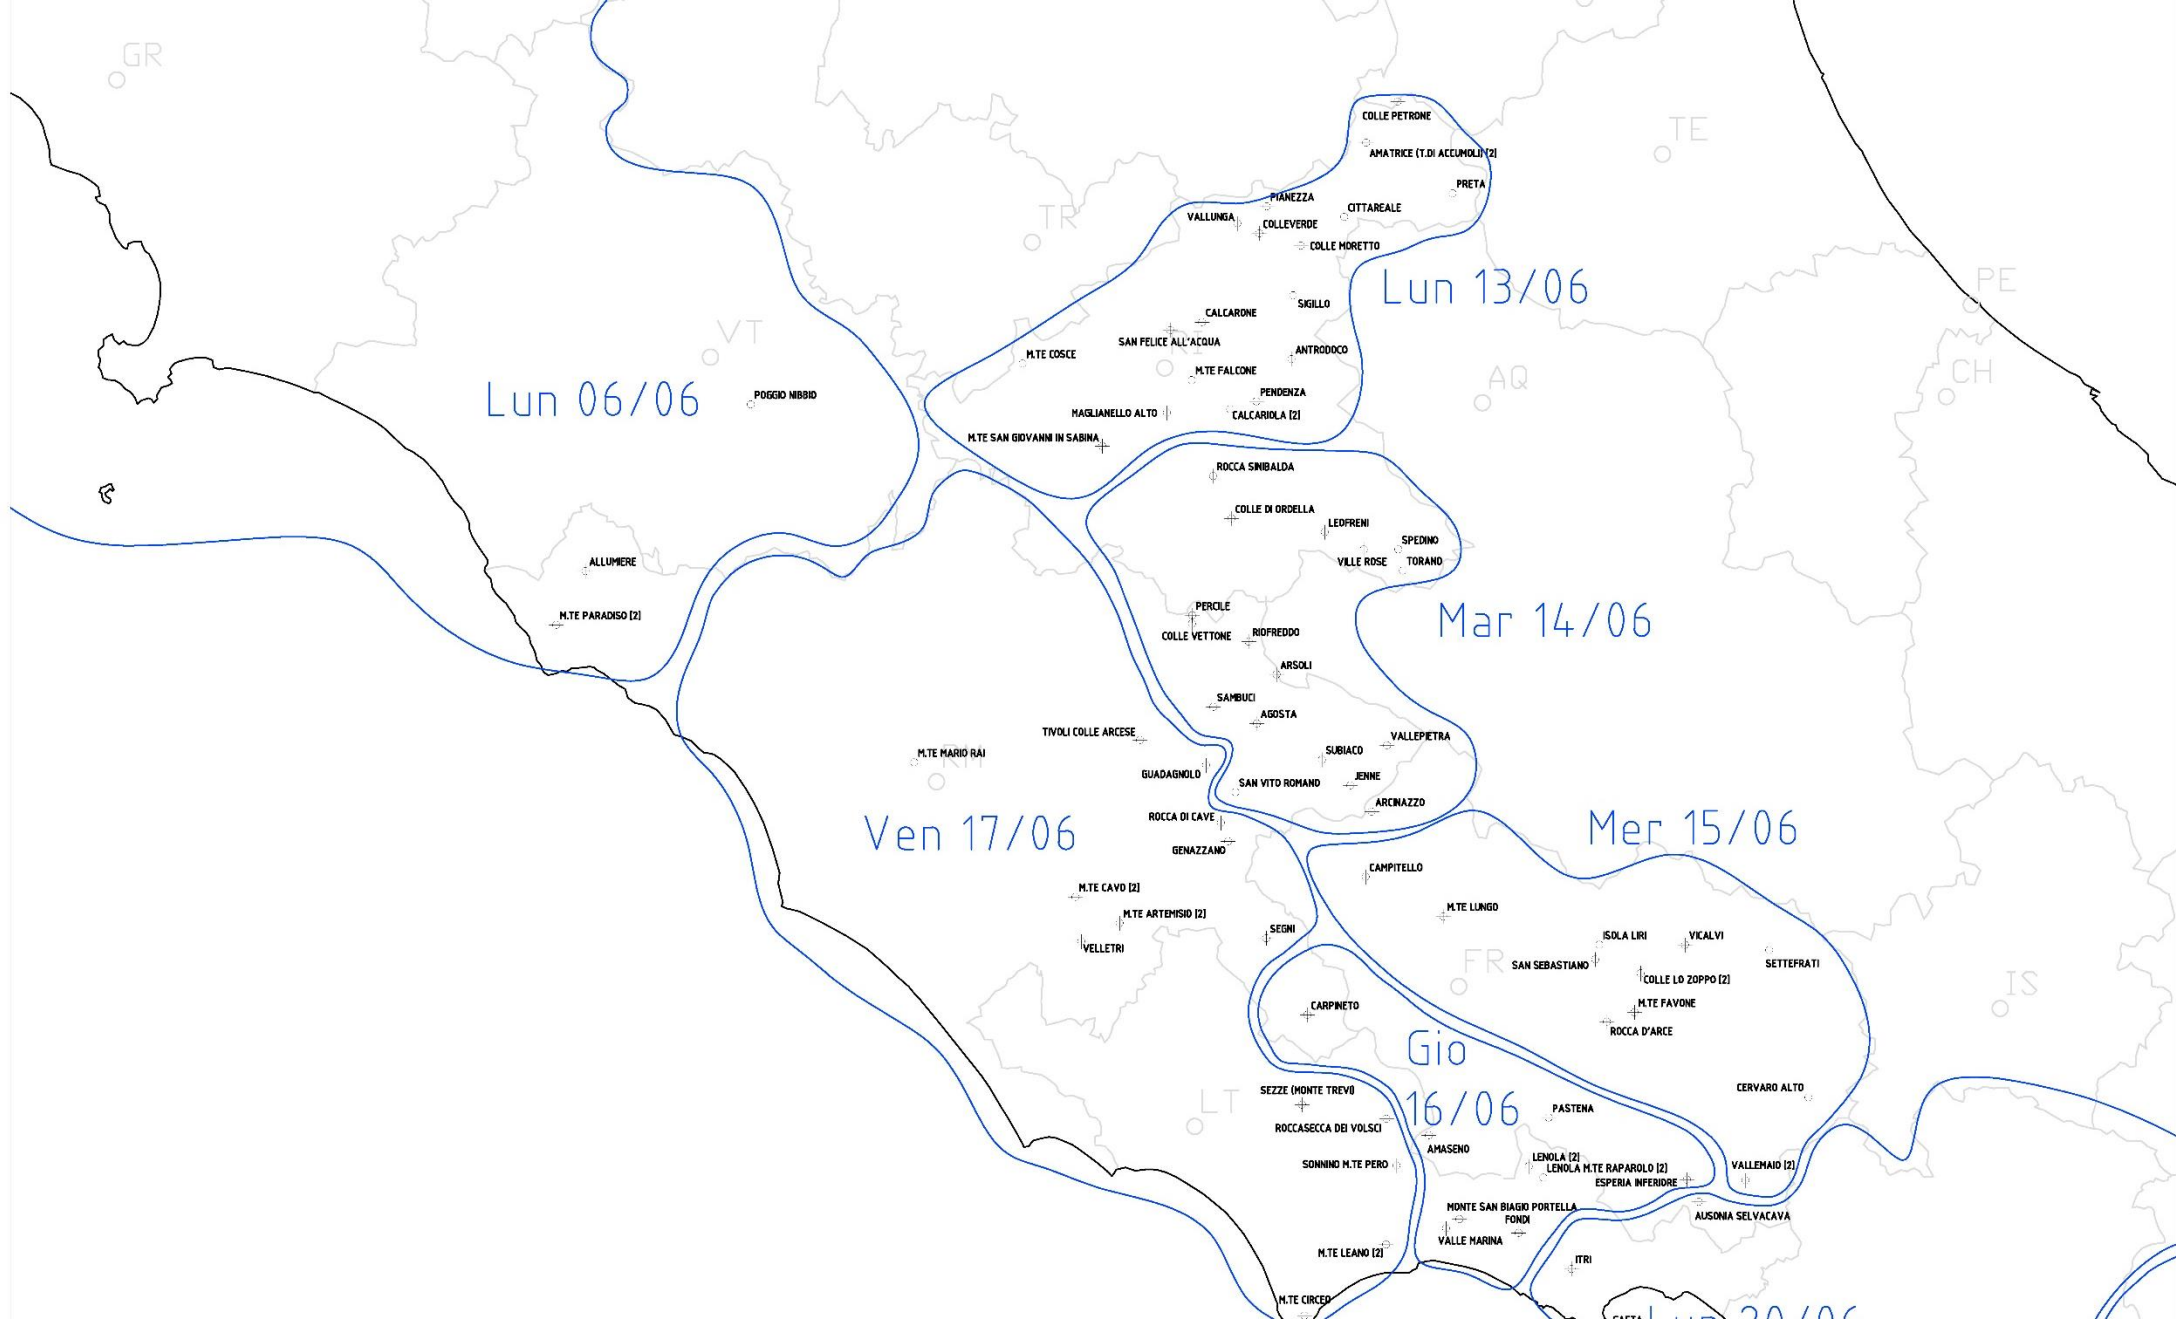 GR
COLLE PETRONE
TE
AMATRICE (T.DI ACCUMOLI) [2]
PRETA
PIANEZZA
CITTAREALE
TR
VALLUNGA
COLLEVERDE
COLLE MORETTO
PE
Lun 13/06
SIGILLO
CALCARONE
VT
SAN FELICE ALL'ACQUA
RI
ANTRODOCO
M.TE COSCE
M.TE FALCONE
CH
AQ
POGGIO NIBBIO
Lun 06/06
PENDENZA
MAGLIANELLO ALTO
CALCARIOLA [2]
M.TE SAN GIOVANNI IN SABINA
ROCCA SINIBALDA
COLLE DI ORDELLA
LEOFRENI
SPEDINO
ALLUMIERE
VILLE ROSE
TORANO
PERCILE
M.TE PARADISO [2]
Mar 14/06
COLLE VETTONE
RIOFREDDO
ARSOLI
SAMBUCI
AGOSTA
TIVOLI COLLE ARCESE
VALLEPIETRA
M.TE MARIO RAI
RM
SUBIACO
GUADAGNOLO
SAN VITO ROMANO
JENNE
ARCINAZZO
ROCCA DI CAVE
Ven 17/06
Mer 15/06
GENAZZANO
CAMPITELLO
M.TE CAVO [2]
M.TE LUNGO
M.TE ARTEMISIO [2]
SEGNI
ISOLA LIRI
VICALVI
VELLETRI
FR
SAN SEBASTIANO
SETTEFRATI
COLLE LO ZOPPO [2]
IS
M.TE FAVONE
CARPINETO
ROCCA D'ARCE
Gio
16/06
SEZZE (MONTE TREVI)
CERVARO ALTO
LT
PASTENA
ROCCASECCA DEI VOLSCI
AMASENO
LENOLA [2]
SONNINO M.TE PERO
LENOLA M.TE RAPAROLO [2]
VALLEMAIO [2]
ESPERIA INFERIORE
MONTE SAN BIAGIO PORTELLA
FONDI
AUSONIA SELVACAVA
VALLE MARINA
M.TE LEANO [2]
ITRI
M.TE CIRCEO
GAETA
Lun 20/06